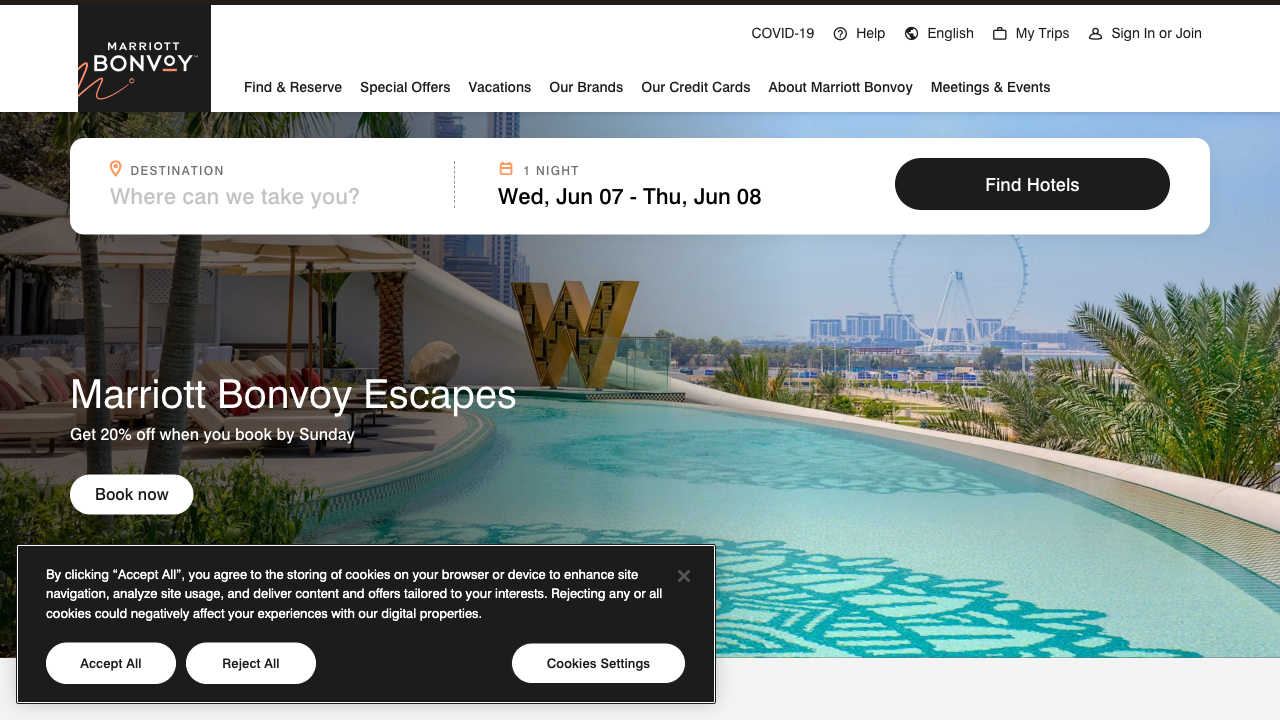 MARRIOTT
BONVOY™
COVID-19
Help
English
My Trips
Sign In or Join
Find & Reserve
Special Offers
Vacations
Our Brands
Our Credit Cards
About Marriott Bonvoy
Meetings & Events
DESTINATION
Where can we take you?
1 NIGHT
Wed, Jun 07 - Thu, Jun 08
Find Hotels
W
Marriott Bonvoy Escapes
Get 20% off when you book by Sunday
Book now
By clicking “Accept All”, you agree to the storing of cookies on your browser or device to enhance site
navigation, analyze site usage, and deliver content and offers tailored to your interests. Rejecting any or all
cookies could negatively affect your experiences with our digital properties.
Accept All
Reject All
Cookies Settings